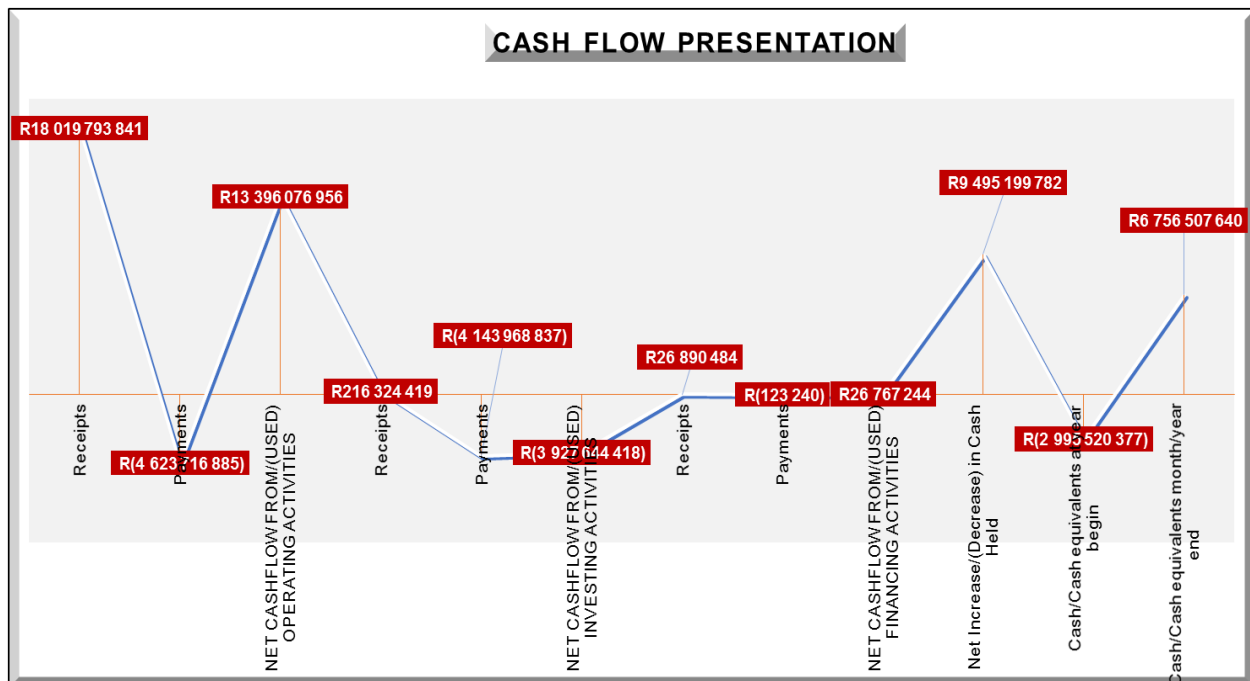 CASH FLOW PRESENTATION
R18 019 793 841
R13 396 076 956
R9 495 199 782
R6 756 507 640
R(4 143 968 837)
R26 890 484
R216 324 419
R(123 240)
R26 767 244
R(4 623 716 885)
R(3 927 644 418)
R(2 995 520 377)
Receipts
Payments
NET CASHFLOW FROM/(USED)
OPERATING ACTIVITIES
Receipts
Payments
NET CASHFLOW FROM/(USED)
INVESTING ACTIVITIES
Receipts
Payments
NET CASHFLOW FROM/(USED)
FINANCING ACTIVITIES
Net Increase/(Decrease) in Cash
Held
Cash/Cash equivalents at year
begin
Cash/Cash equivalents month/year
end